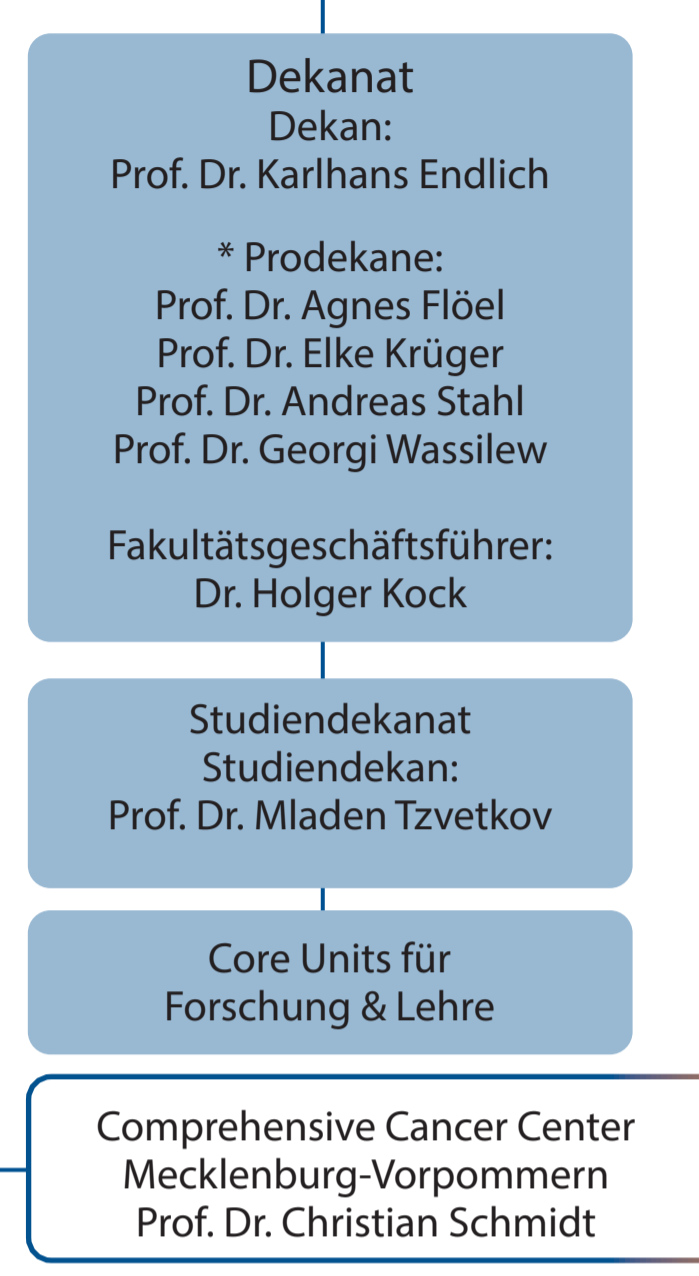 Dekanat
Dekan:
Prof. Dr. Karlhans Endlich
* Prodekane:
Prof. Dr. Agnes Flöel
Prof. Dr. Elke Krüger
Prof. Dr. Andreas Stahl
Prof. Dr. Georgi Wassilew
Fakultätsgeschäftsführer:
Dr. Holger Kock
Studiendekanat
Studiendekan:
Prof. Dr. Mladen Tzvetkov
Core Units für
Forschung & Lehre
Comprehensive Cancer Center
Mecklenburg-Vorpommern
Prof. Dr. Christian Schmidt